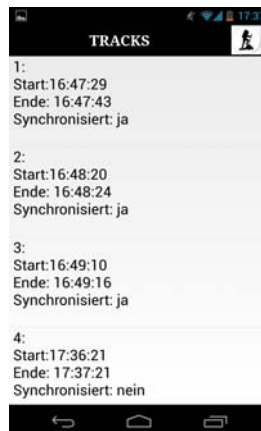 TRACKS
1:
Start:16:47:29
Ende: 16:47:43
Synchronisiert: ja
2:
Start:16:48:20
Ende: 16:48:24
Synchronisiert: ja
3:
Start:16:49:10
Ende: 16:49:16
Synchronisiert: ja
4:
Start:17:36:21
Ende: 17:37:21
Synchronisiert: nein